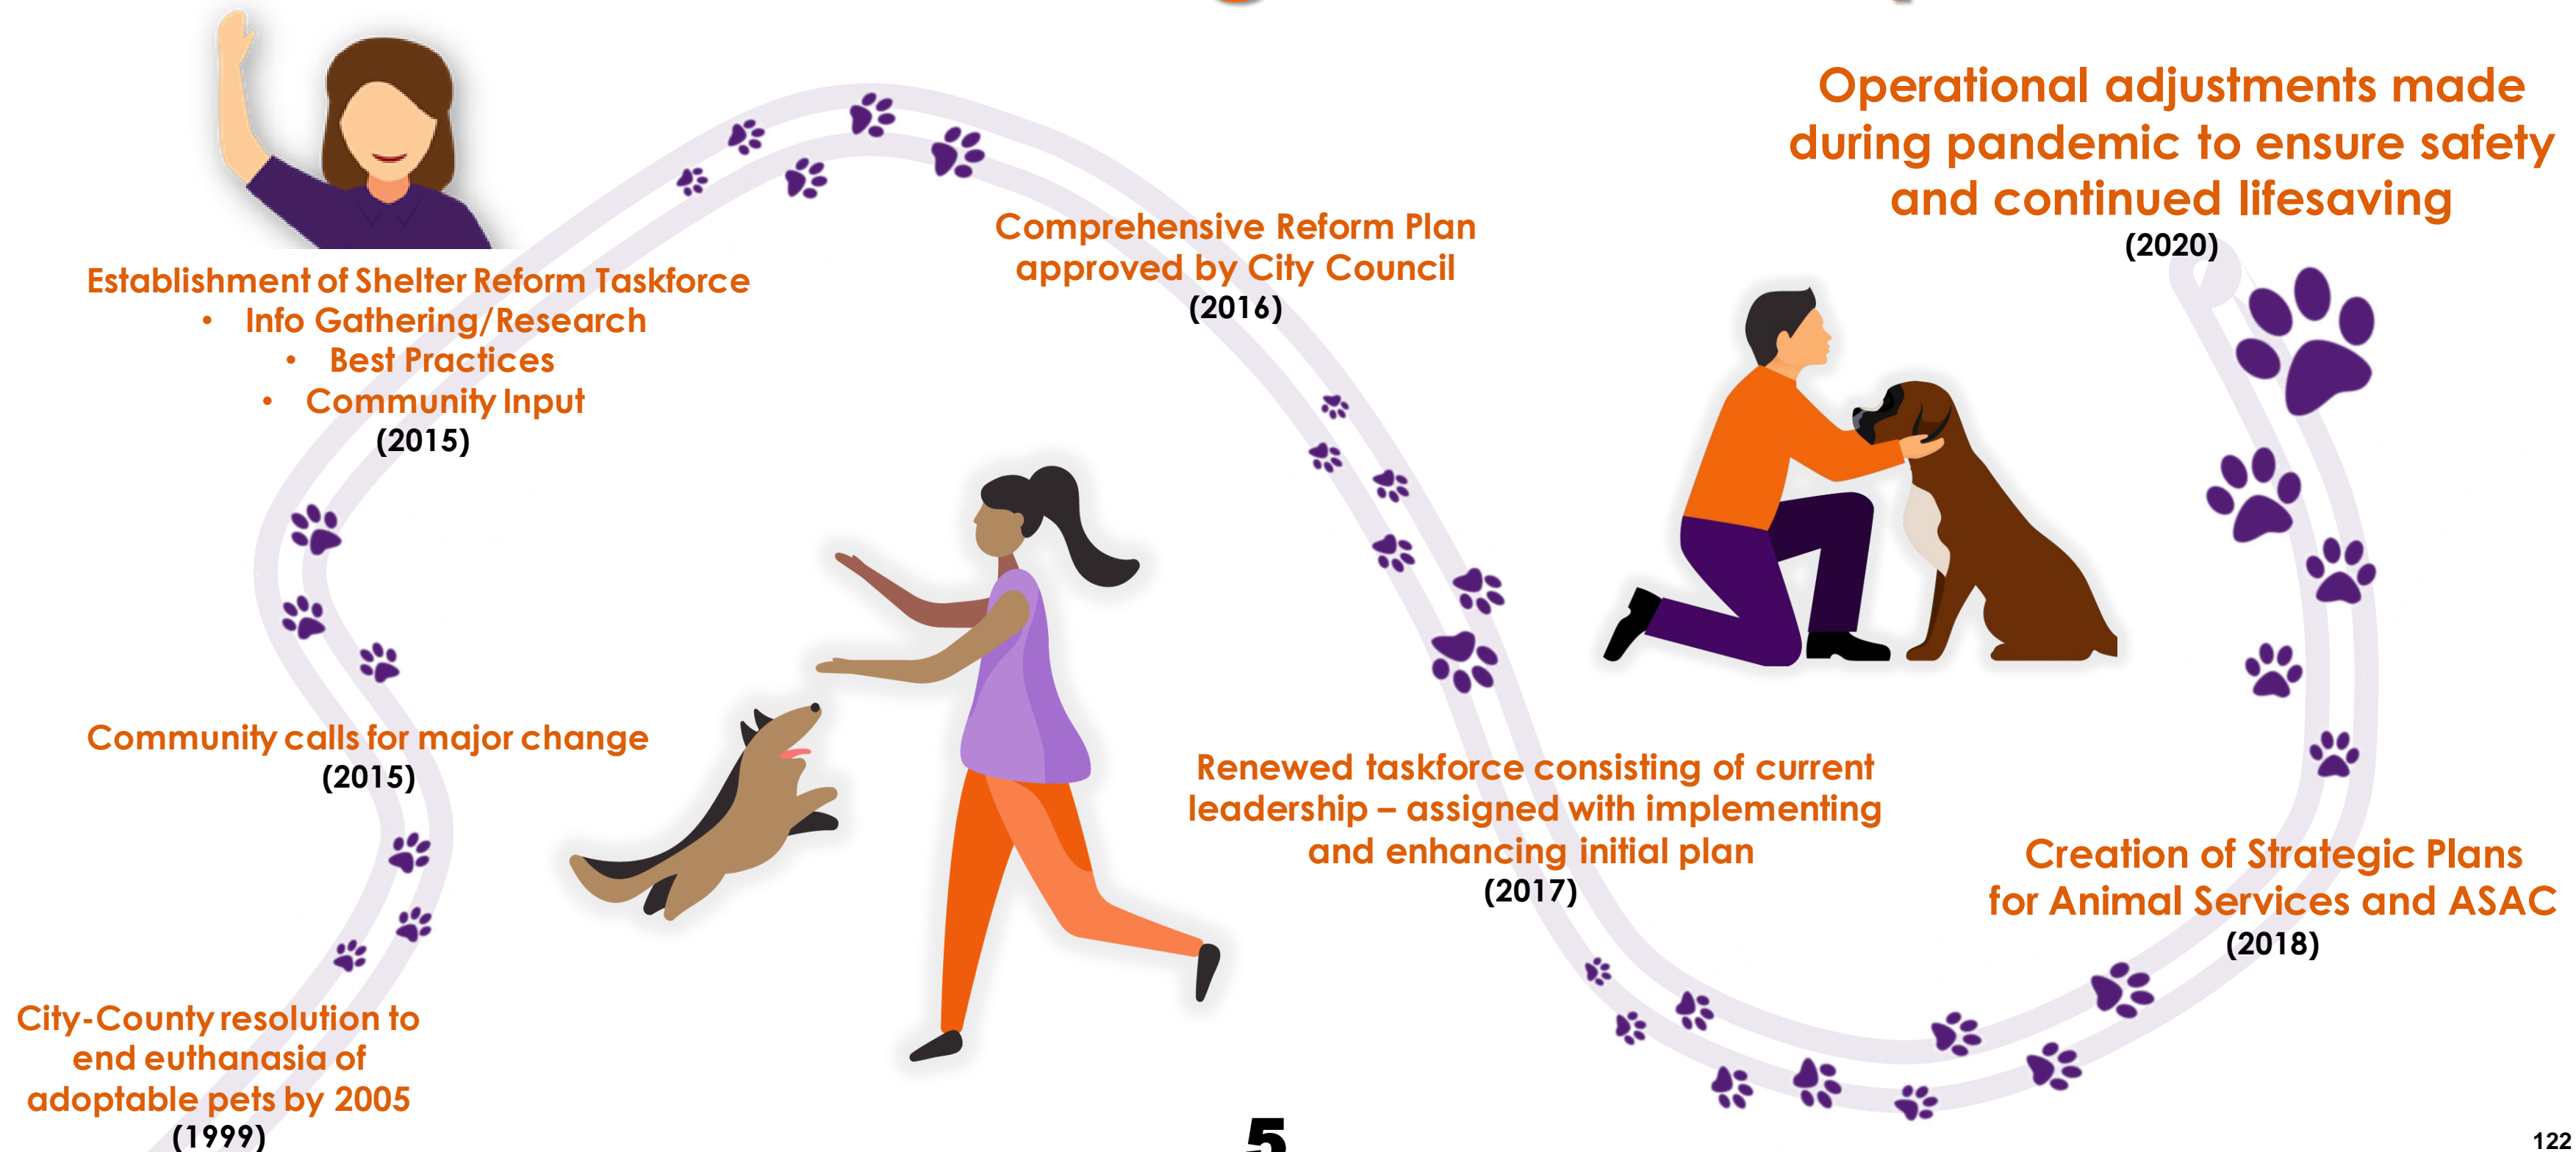 Operational adjustments made
during pandemic to ensure safety
and continued lifesaving
(2020)
Comprehensive Reform Plan
approved by City Council
(2016)
Establishment of Shelter Reform Taskforce
• Info Gathering/Research
• Best Practices
• Community Input
(2015)
Community calls for major change
(2015)
Renewed taskforce consisting of current
leadership – assigned with implementing
and enhancing initial plan
(2017)
Creation of Strategic Plans
for Animal Services and ASAC
(2018)
City-County resolution to
end euthanasia of
adoptable pets by 2005
(1999)
5
122